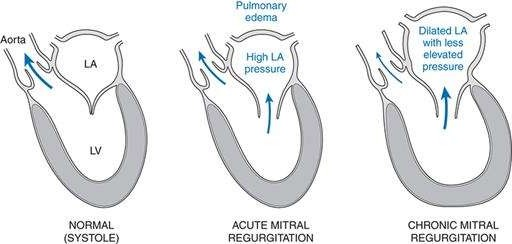 Aorta
LA
LV
NORMAL
(SYSTOLE)
Pulmonary
edema
High LA
pressure
ACUTE MITRAL
REGURGITATION
Dilated LA
with less
elevated
pressure
CHRONIC MITRAL
REGURGITATION